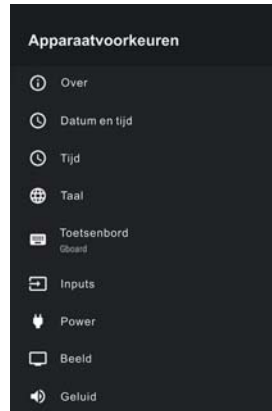 Apparaatvoorkeuren
Over
Datum en tijd
Tijd
Taal
Toetsenbord
Gboard
Inputs
Power
Beeld
Geluid